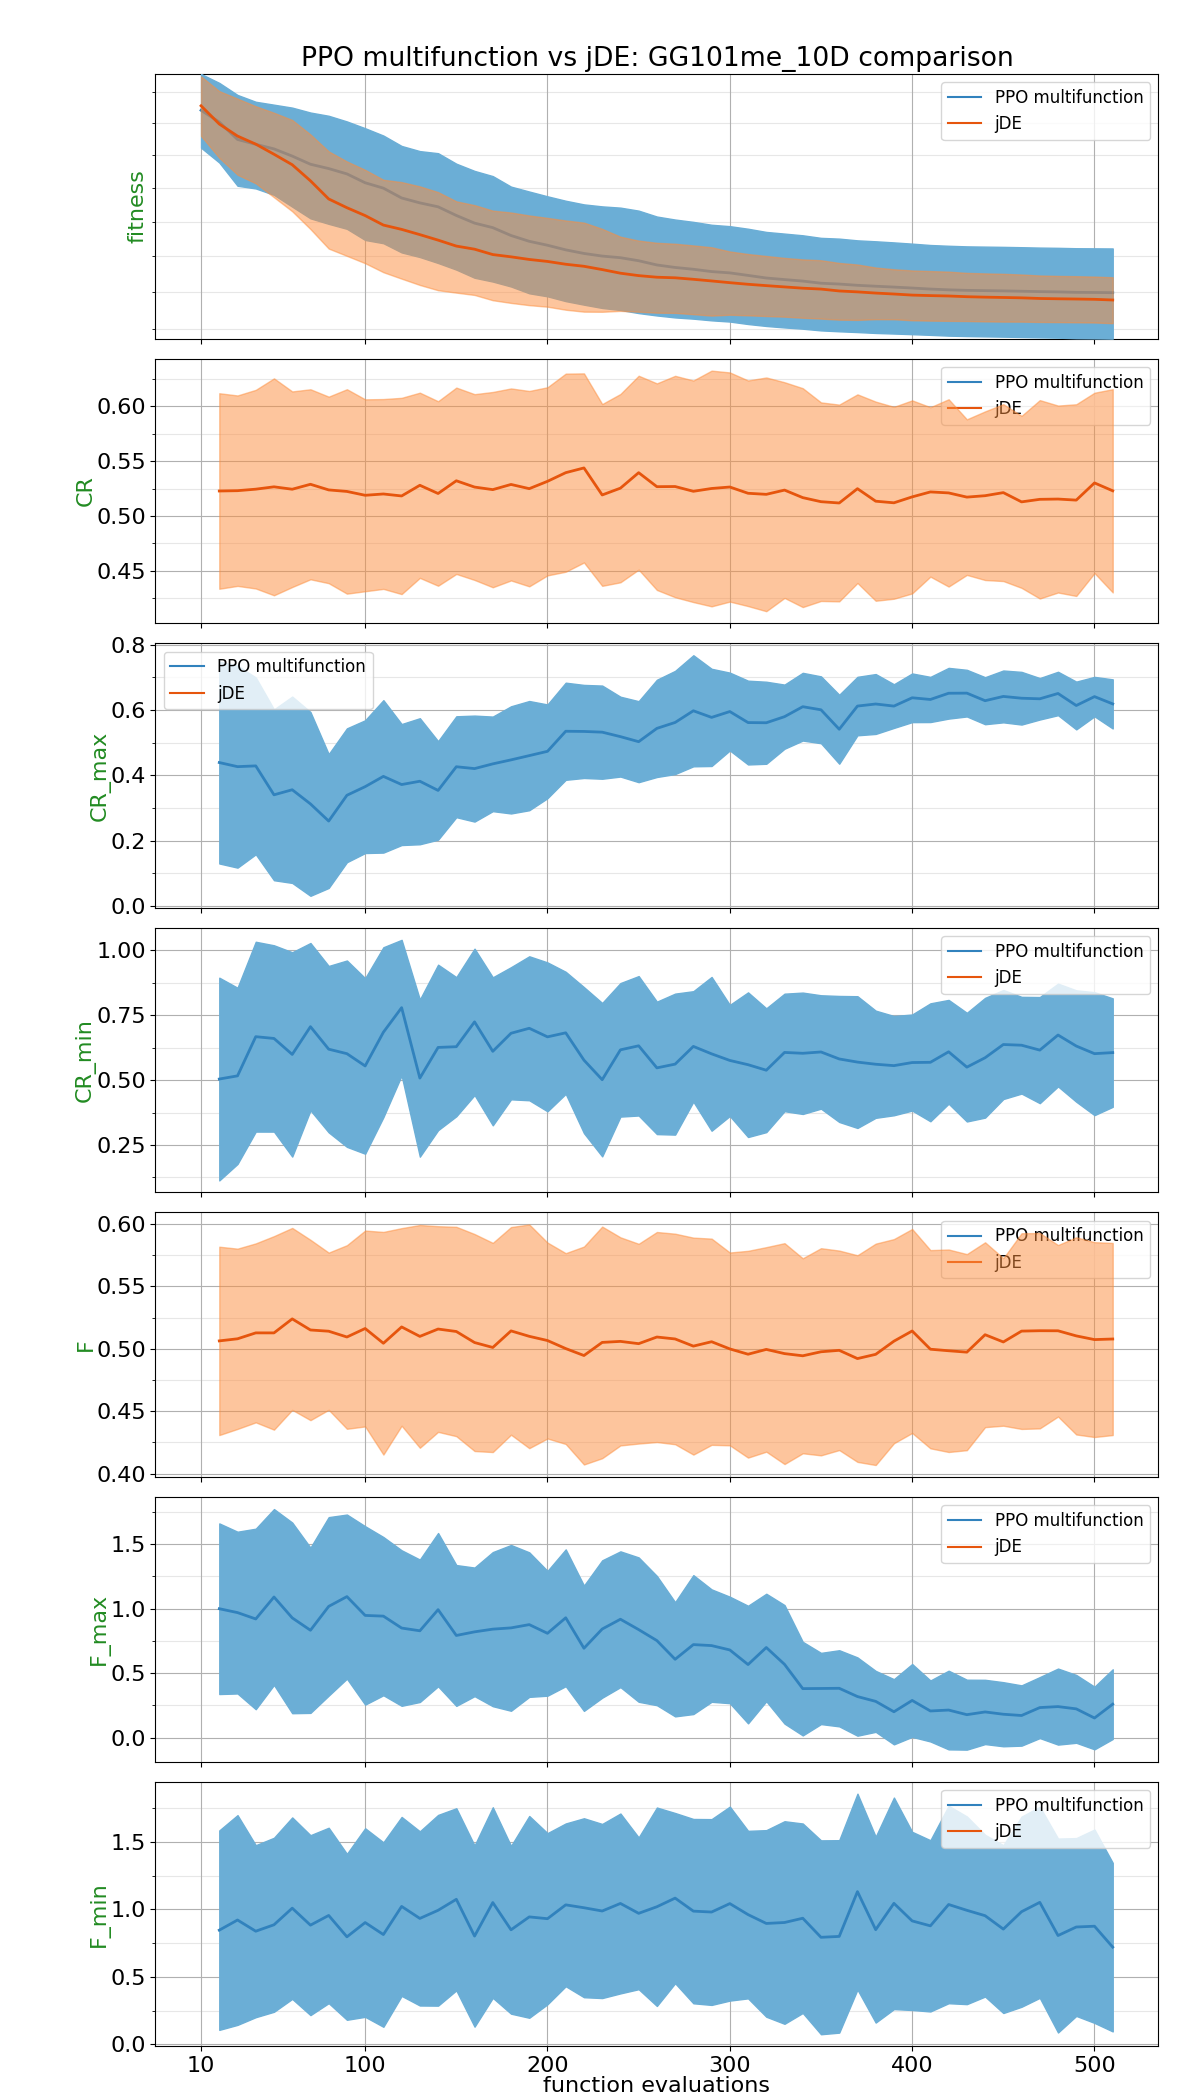 PPO multifunction vs jDE: GG101me_10D comparison
fitness
PPO multifunction
jDE
CR
0.60
0.55
0.50
0.45
PPO multifunction
jDE
CR_max
0.8
0.6
0.4
0.2
0.0
PPO multifunction
jDE
CR_min
1.00
0.75
0.50
0.25
PPO multifunction
jDE
F
0.60
0.55
0.50
0.45
0.40
PPO multifunction
jDE
F_max
1.5
1.0
0.5
0.0
PPO multifunction
jDE
F_min
1.5
1.0
0.5
0.0
PPO multifunction
jDE
10 100 200 300 400 500
function evaluations